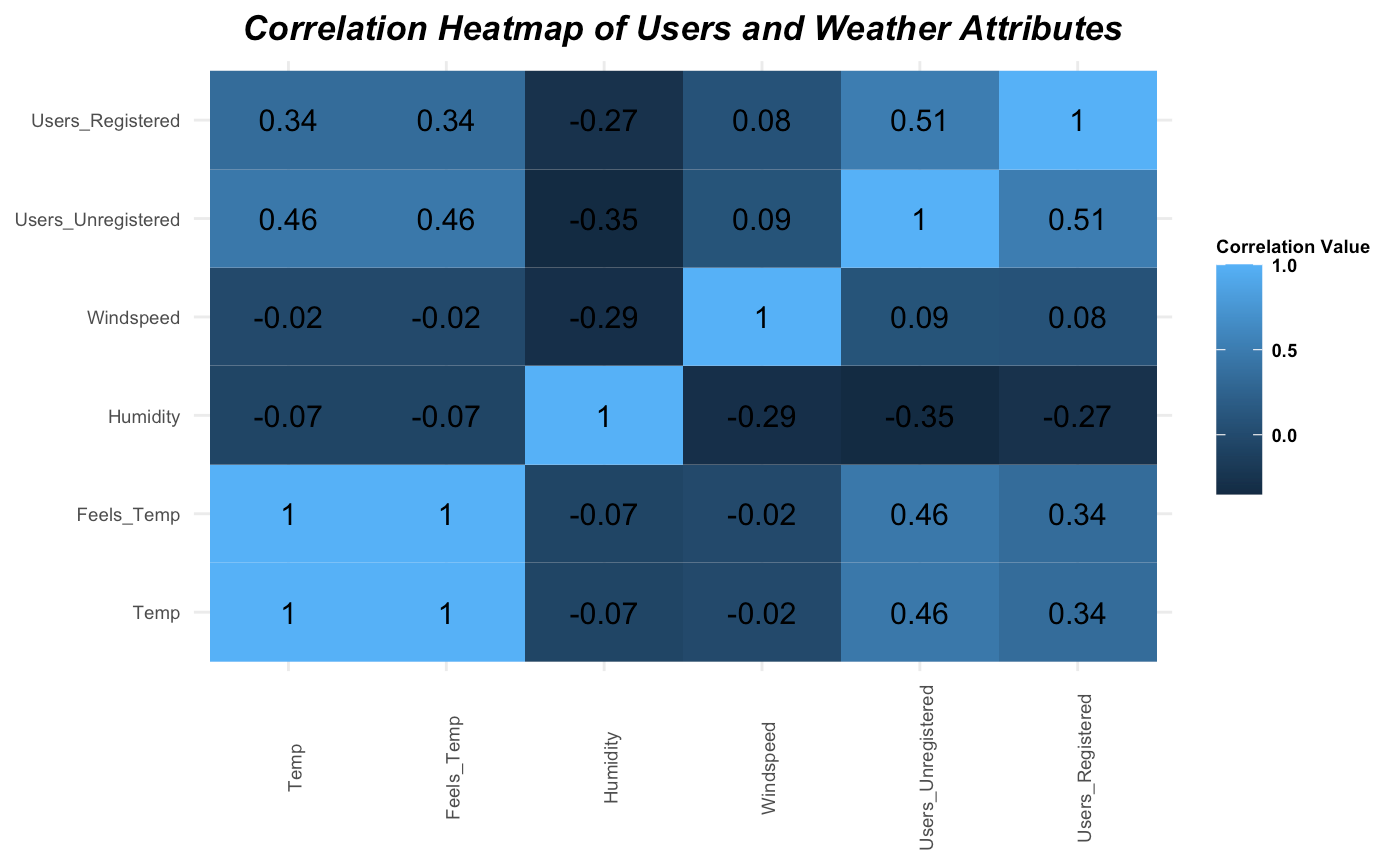 Correlation Heatmap of Users and Weather Attributes
Users_Registered 0.34 0.34 -0.27 0.08 0.51 1
Users_Unregistered 0.46 0.46 -0.35 0.09 1 0.51
Windspeed -0.02 -0.02 -0.29 1 0.09 0.08
Humidity -0.07 -0.07 1 -0.29 -0.35 -0.27
Feels_Temp 1 1 -0.07 -0.02 0.46 0.34
Temp 1 1 -0.07 -0.02 0.46 0.34
Temp
Feels_Temp
Humidity
Windspeed
Users_Unregistered
Users_Registered
Correlation Value
1.0
0.5
0.0